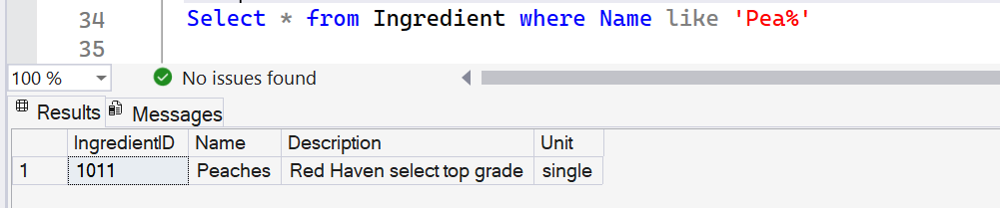 34 Select * from Ingredient where Name like 'Pea%'
35
100 % No issues found
Results Messages
IngredientID Name Description Unit
1 1011 Peaches Red Haven select top grade single